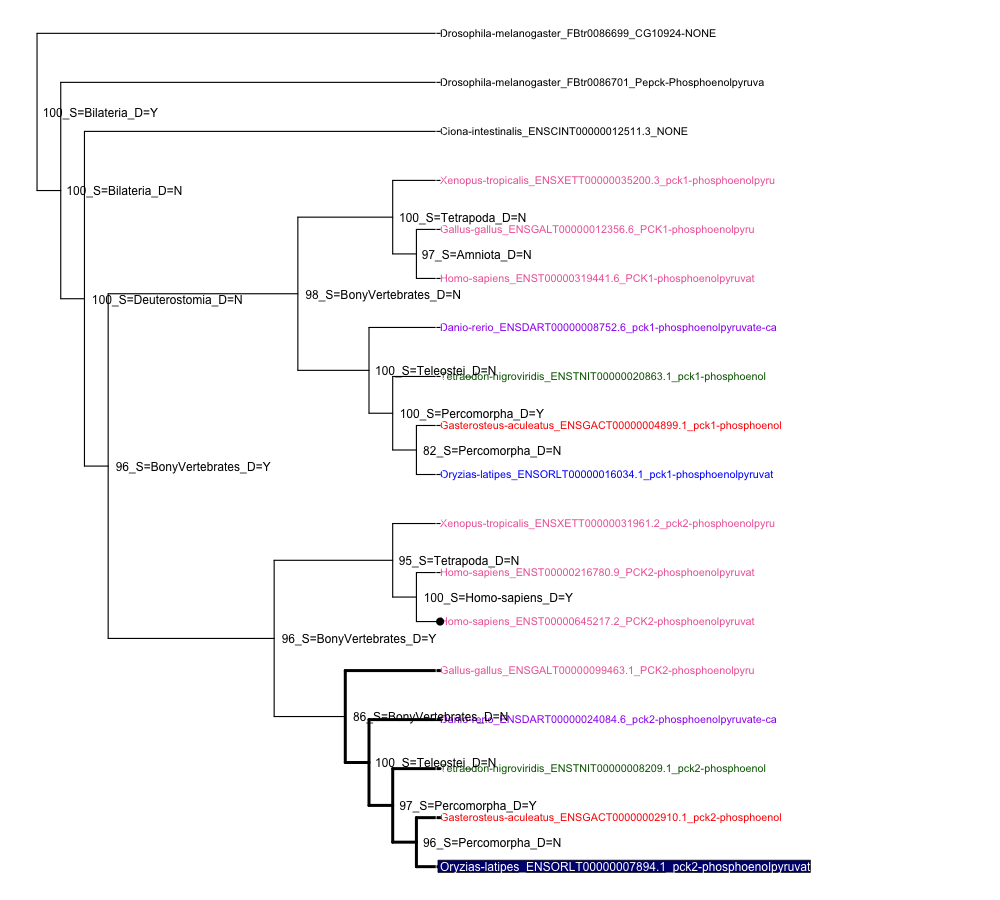 Drosophila-melanogaster_FBtr0086699_CG10924-NONE
Drosophila-melanogaster_FBtr0086701_Pepck-Phosphoenolpyruva
100_S=Bilateria_D=Y
Ciona-intestinalis_ENSCINT00000012511.3_NONE
Xenopus-tropicalis_ENSXETT00000035200.3_pck1-phosphoenolpyru
100_S=Bilateria_D=N
100_S=Tetrapoda_D=N
Gallus-gallus_ENSGALT00000012356.6_PCK1-phosphoenolpyru
97_S=Amniota_D=N
Homo-sapiens_ENST00000319441.6_PCK1-phosphoenolpyruvat
98_S=BonyVertebrates_D=N
100_S=Deuterostomia_D=N
Danio-rerio_ENSDART00000008752.6_pck1-phosphoenolpyruvate-ca
100_S=Teleostei_D=N
Tetraodon-nigroviridis_ENSTNIT00000020863.1_pck1-phosphoenol
100_S=Percomorpha_D=Y
Gasterosteus-aculeatus_ENSGACT00000004899.1_pck1-phosphoenol
82_S=Percomorpha_D=N
96_S=BonyVertebrates_D=Y
Oryzias-latipes_ENSORLT00000016034.1_pck1-phosphoenolpyruvat
Xenopus-tropicalis_ENSXETT00000031961.2_pck2-phosphoenolpyru
95_S=Tetrapoda_D=N
Homo-sapiens_ENST00000216780.9_PCK2-phosphoenolpyruvat
100_S=Homo-sapiens_D=Y
Homo-sapiens_ENST00000645217.2_PCK2-phosphoenolpyruvat
96_S=BonyVertebrates_D=Y
Gallus-gallus_ENSGALT00000099463.1_PCK2-phosphoenolpyru
86_S=BonyVertebrates_D=N
Danio-rerio_ENSDART00000024084.6_pck2-phosphoenolpyruvate-ca
100_S=Teleostei_D=N
Tetraodon-nigroviridis_ENSTNIT00000008209.1_pck2-phosphoenol
97_S=Percomorpha_D=Y
Gasterosteus-aculeatus_ENSGACT00000002910.1_pck2-phosphoenol
96_S=Percomorpha_D=N
Oryzias-latipes_ENSORLT00000007894.1_pck2-phosphoenolpyruvat